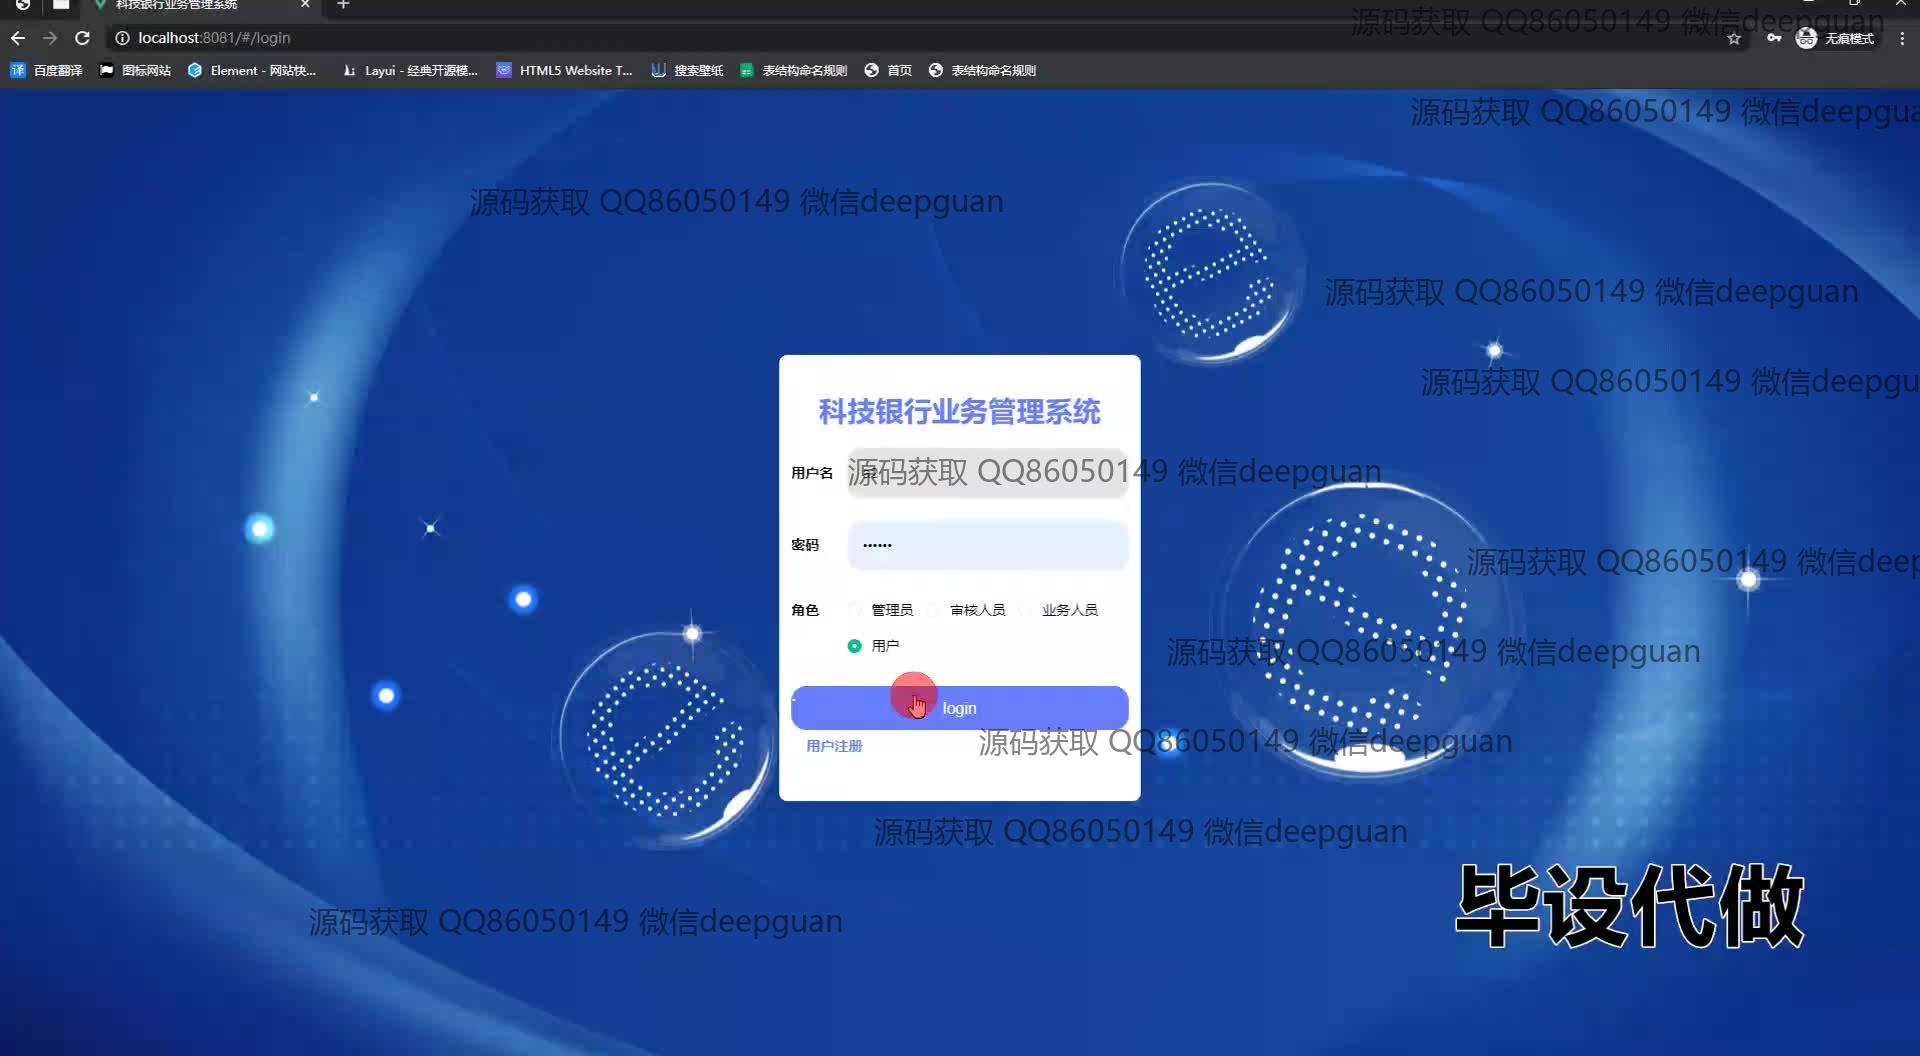 科技银行业务管理系统
源码获取 QQ86050149 微信deepguan
localhost:8081/#/login
无痕模式
百度翻译
图标网站
Element - 网站快...
Layui - 经典开源模...
HTML5 Website T...
搜索壁纸
表结构命名规则
首页
表结构命名规则
源码获取 QQ86050149 微信deepgua
源码获取 QQ86050149 微信deepguan
源码获取 QQ86050149 微信deepguan
源码获取 QQ86050149 微信deepgu
科技银行业务管理系统
用户名
源码获取 QQ86050149 微信deepguan
密码
••••••
源码获取 QQ86050149 微信deep
角色
管理员
审核人员
业务人员
用户
源码获取 QQ86050149 微信deepguan
login
用户注册
源码获取 QQ86050149 微信deepguan
源码获取 QQ86050149 微信deepguan
毕设代做
源码获取 QQ86050149 微信deepguan